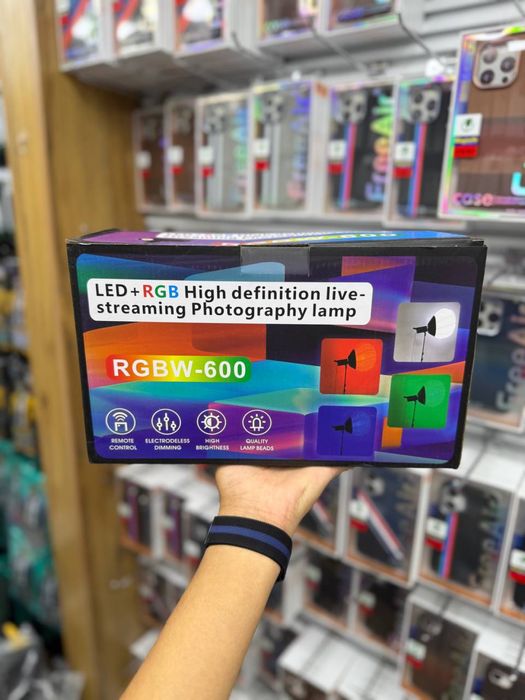 LED+RGB High definition live-
streaming Photography lamp
RGBW-600
REMOTE
CONTROL
ELECTRODELESS
DIMMING
HIGH
BRIGHTNESS
QUALITY
LAMP BEADS
case